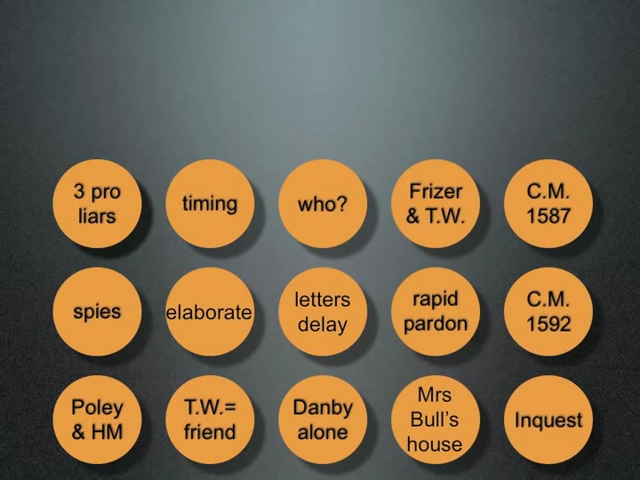 3 pro
liars
timing
who?
Frizer
& T.W.
C.M.
1587
spies
elaborate
letters
delay
rapid
pardon
C.M.
1592
Poley
& HM
T.W.=
friend
Danby
alone
Mrs
Bull's
house
Inquest